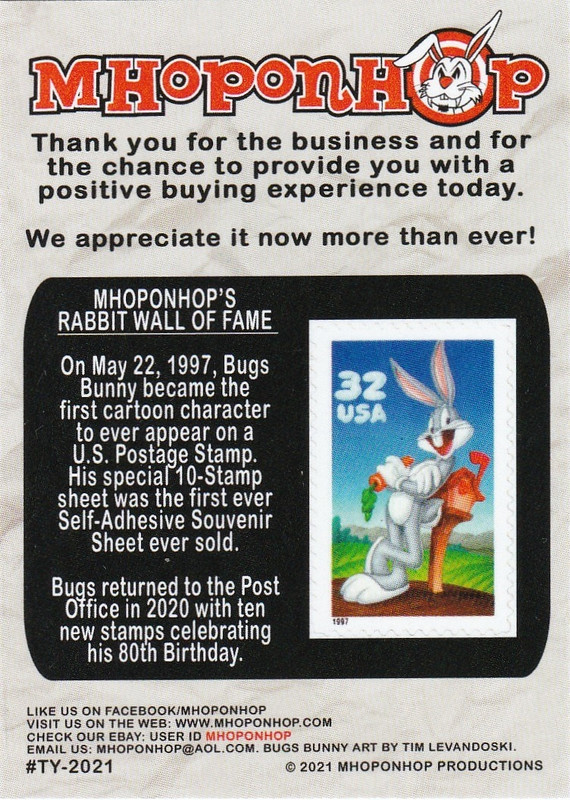 MHOPONHOP
Thank you for the business and for
the chance to provide you with a
positive buying experience today.
We appreciate it now more than ever!
MHOPONHOP'S
RABBIT WALL OF FAME
On May 22, 1997, Bugs
Bunny became the
first cartoon character
to ever appear on a
U.S. Postage Stamp.
His special 10-Stamp
sheet was the first ever
Self-Adhesive Souvenir
Sheet ever sold.
Bugs returned to the Post
Office in 2020 with ten
new stamps celebrating
his 80th Birthday.
32
USA
1997
LIKE US ON FACEBOOK/MHOPONHOP
VISIT US ON THE WEB: WWW.MHOPONHOP.COM
CHECK OUR EBAY: USER ID MHOPONHOP
EMAIL US: MHOPONHOP@AOL.COM. BUGS BUNNY ART BY TIM LEVANDOSKI.
#TY-2021 © 2021 MHOPONHOP PRODUCTIONS